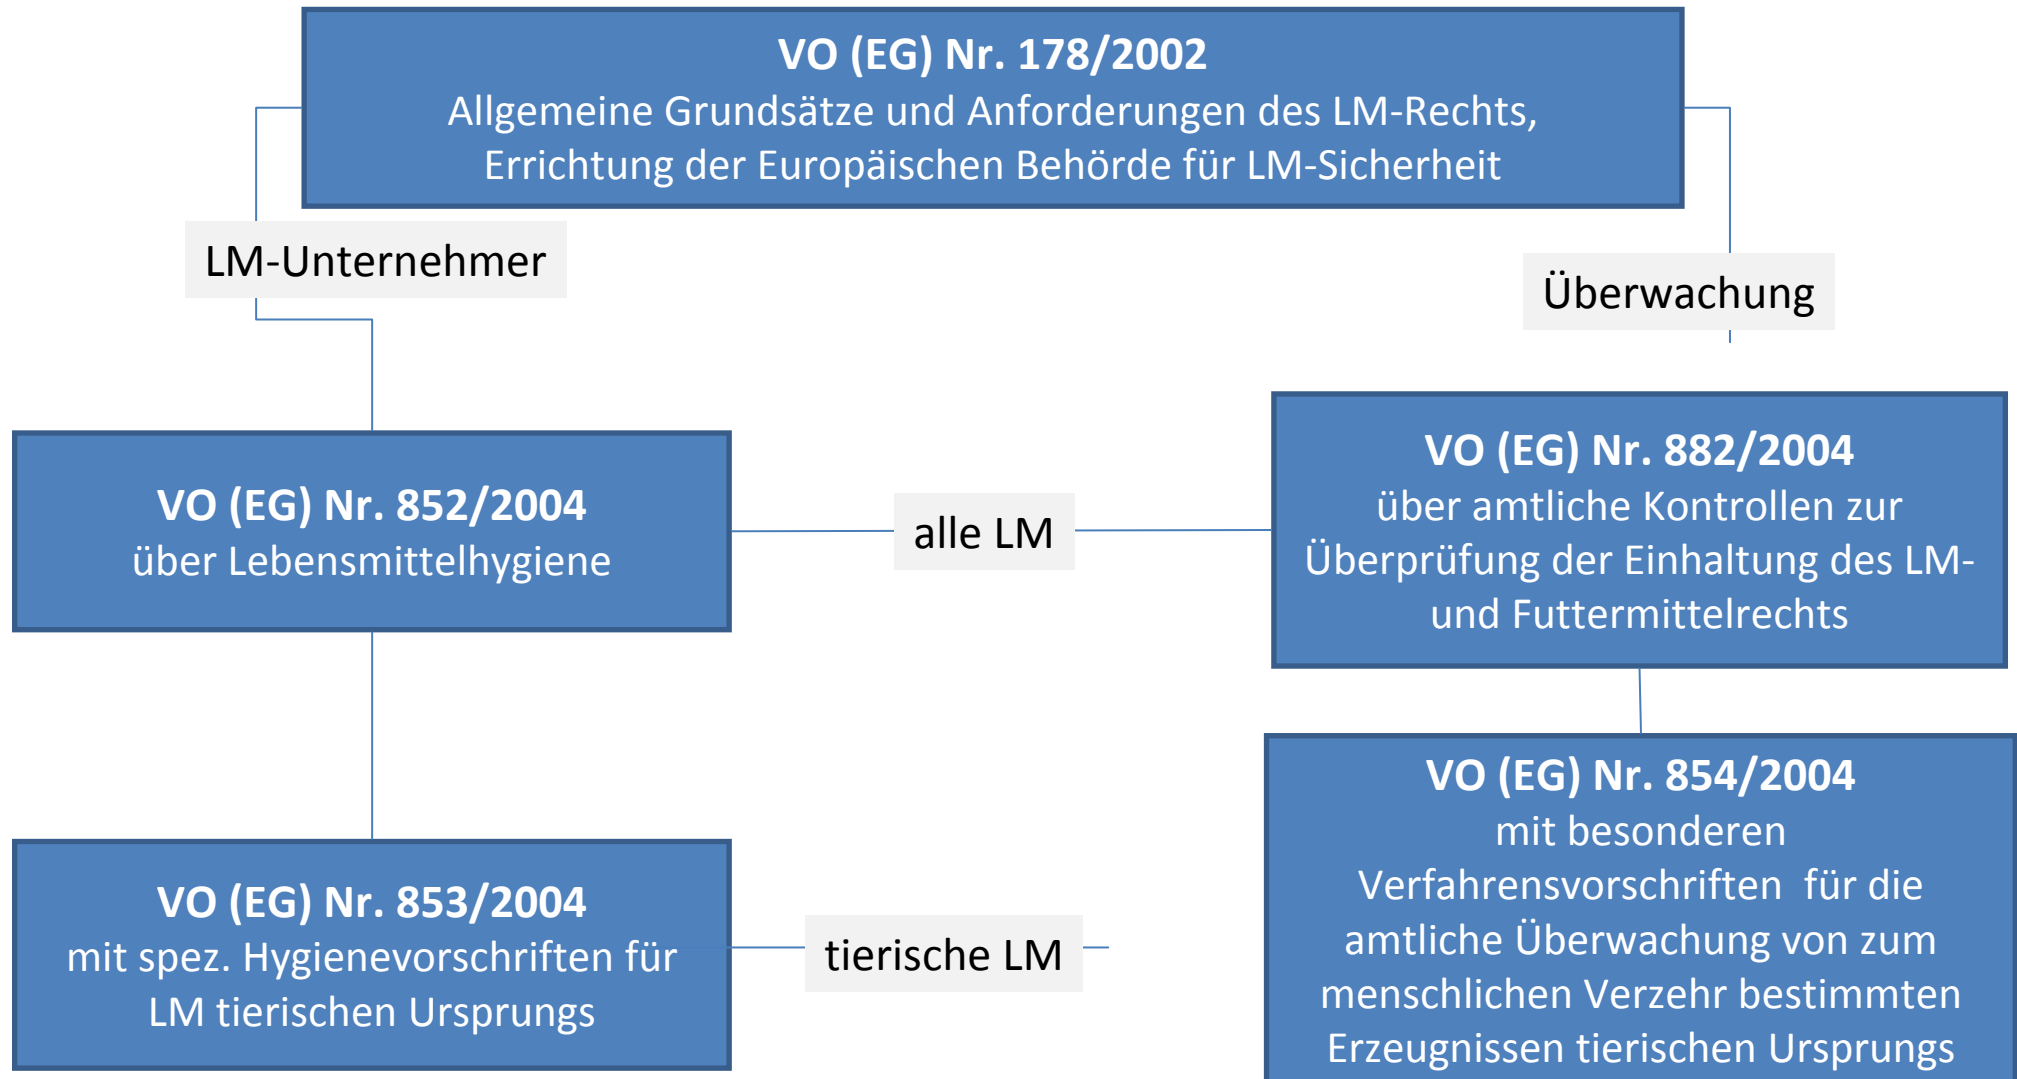 VO (EG) Nr. 178/2002
Allgemeine Grundsätze und Anforderungen des LM-Rechts,
Errichtung der Europäischen Behörde für LM-Sicherheit
LM-Unternehmer
Überwachung
VO (EG) Nr. 852/2004
über Lebensmittelhygiene
alle LM
VO (EG) Nr. 882/2004
über amtliche Kontrollen zur
Überprüfung der Einhaltung des LM-
und Futtermittelrechts
VO (EG) Nr. 853/2004
mit spez. Hygienevorschriften für
LM tierischen Ursprungs
tierische LM
VO (EG) Nr. 854/2004
mit besonderen
Verfahrensvorschriften für die
amtliche Überwachung von zum
menschlichen Verzehr bestimmten
Erzeugnissen tierischen Ursprungs